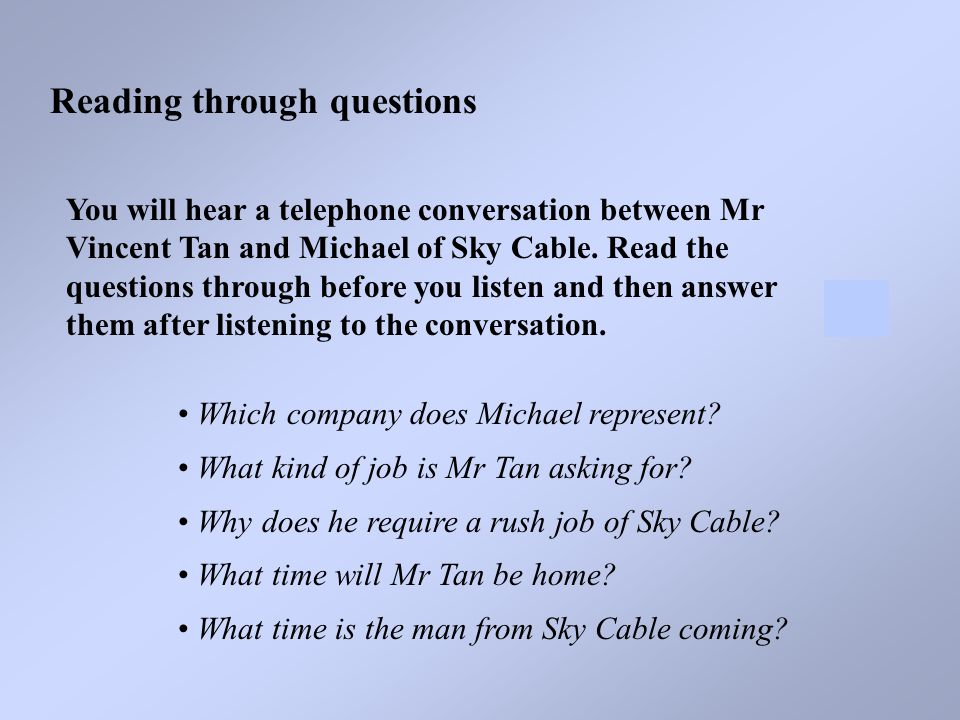 Reading through questions
You will hear a telephone conversation between Mr
Vincent Tan and Michael of Sky Cable. Read the
questions through before you listen and then answer
them after listening to the conversation.
• Which company does Michael represent?
• What kind of job is Mr Tan asking for?
• Why does he require a rush job of Sky Cable?
• What time will Mr Tan be home?
• What time is the man from Sky Cable coming?